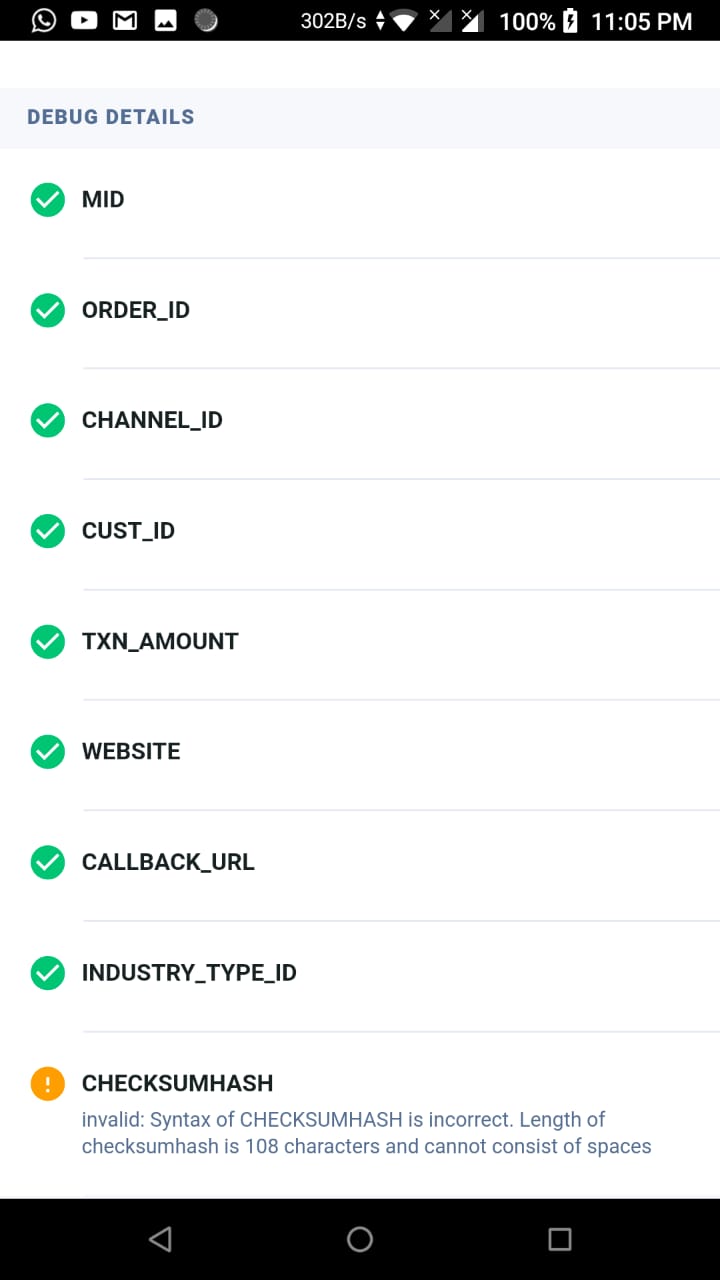 302B/s 100% 11:05 PM
DEBUG DETAILS
MID
ORDER_ID
CHANNEL_ID
CUST_ID
TXN_AMOUNT
WEBSITE
CALLBACK_URL
INDUSTRY_TYPE_ID
CHECKSUMHASH
invalid: Syntax of CHECKSUMHASH is incorrect. Length of
checksumhash is 108 characters and cannot consist of spaces